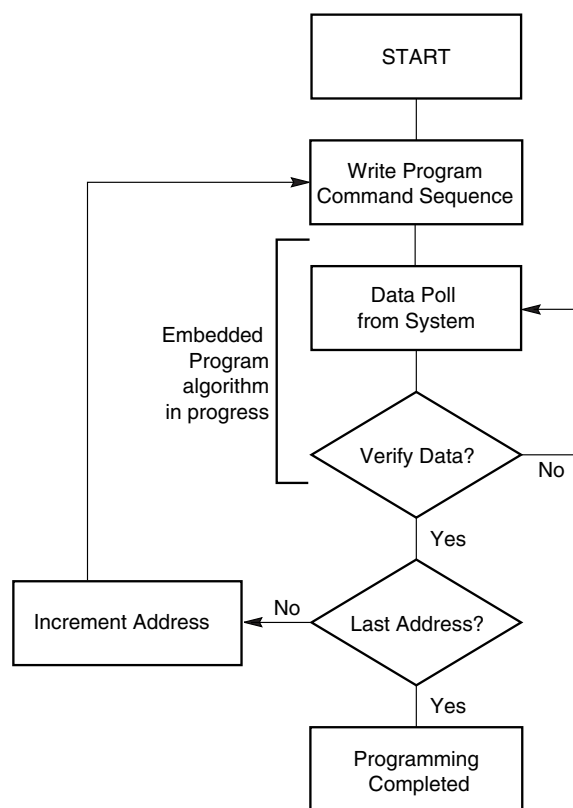 START
Write Program
Command Sequence
Data Poll
from System
Embedded
Program
algorithm
in progress
Verify Data?
No
Yes
Last Address?
No
Increment Address
Yes
Programming
Completed